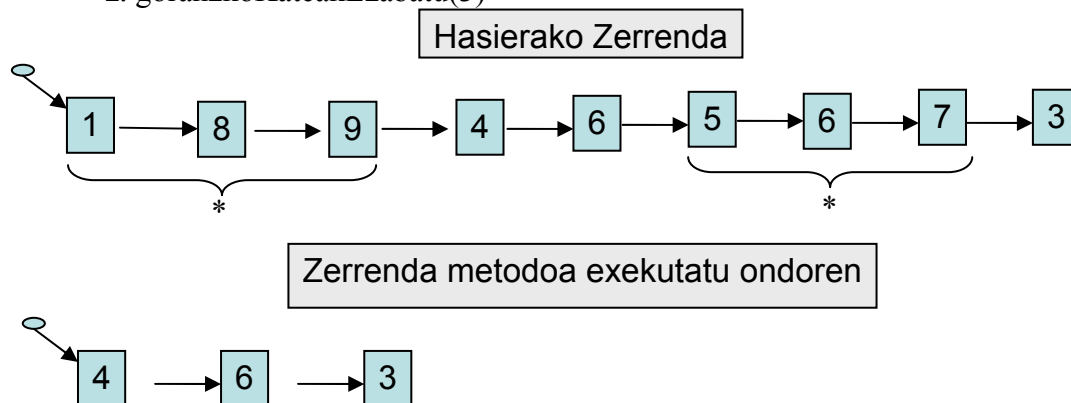 Hasierako Zerrenda
1 8 9 4 6 5 6 7 3
* *
Zerrenda metodoa exekutatu ondoren
4 6 3